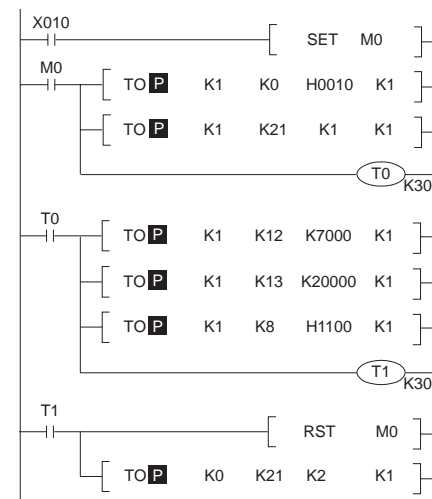 X010
SET M0
M0
TO P K1 K0 H0010 K1
TO P K1 K21 K1 K1
T0
K30
T0
TO P K1 K12 K7000 K1
TO P K1 K13 K20000 K1
TO P K1 K8 H1100 K1
T1
K30
T1
RST M0
TO P K0 K21 K2 K1